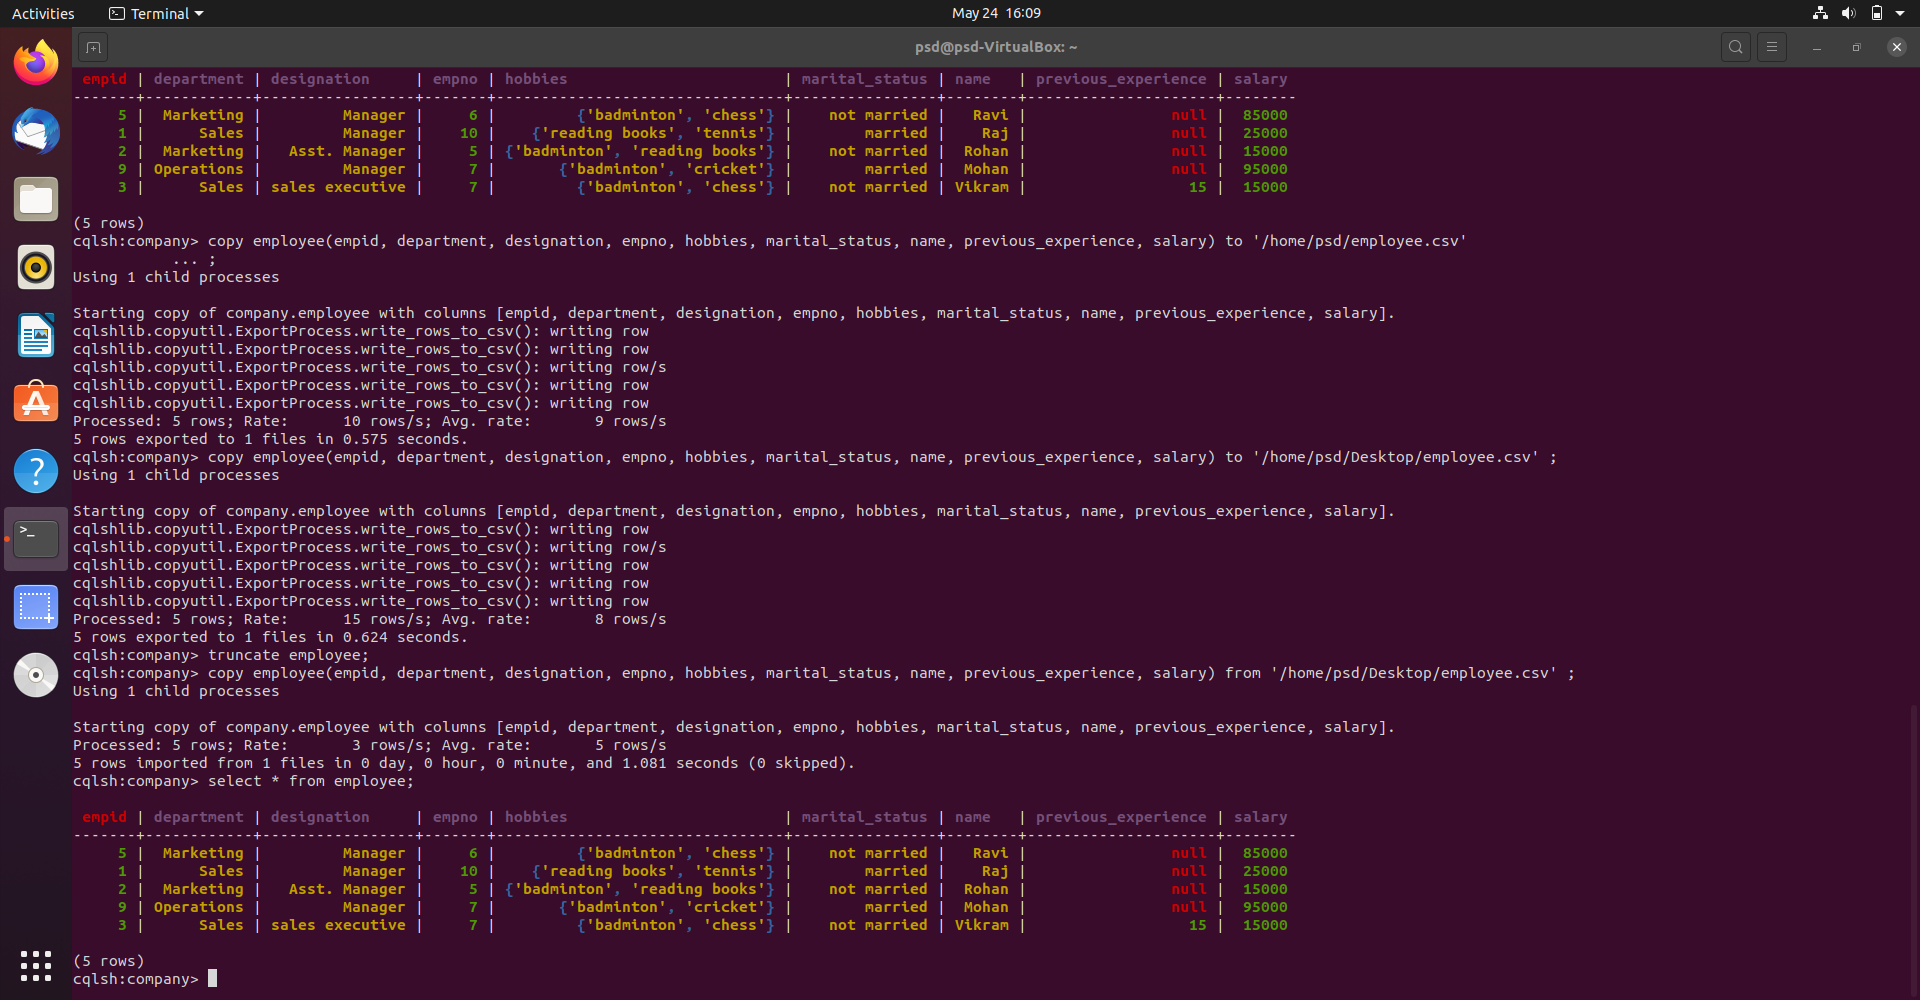 Activities Terminal May 24 16:09
psd@psd-VirtualBox: ~
 empid | department | designation     | empno | hobbies                        | marital_status | name   | previous_experience | salary
-------+------------+-----------------+-------+--------------------------------+----------------+--------+---------------------+--------
     5 |  Marketing |         Manager |     6 |         {'badminton', 'chess'} |    not married |   Ravi |                null |  85000
     1 |      Sales |         Manager |    10 |    {'reading books', 'tennis'} |        married |    Raj |                null |  25000
     2 |  Marketing |   Asst. Manager |     5 | {'badminton', 'reading books'} |    not married |  Rohan |                null |  15000
     9 | Operations |         Manager |     7 |       {'badminton', 'cricket'} |        married |  Mohan |                null |  95000
     3 |      Sales | sales executive |     7 |         {'badminton', 'chess'} |    not married | Vikram |                  15 |  15000
(5 rows)
cqlsh:company> copy employee(empid, department, designation, empno, hobbies, marital_status, name, previous_experience, salary) to '/home/psd/employee.csv'
           ... ;
Using 1 child processes
Starting copy of company.employee with columns [empid, department, designation, empno, hobbies, marital_status, name, previous_experience, salary].
cqlshlib.copyutil.ExportProcess.write_rows_to_csv(): writing row
cqlshlib.copyutil.ExportProcess.write_rows_to_csv(): writing row
cqlshlib.copyutil.ExportProcess.write_rows_to_csv(): writing row/s
cqlshlib.copyutil.ExportProcess.write_rows_to_csv(): writing row
cqlshlib.copyutil.ExportProcess.write_rows_to_csv(): writing row
Processed: 5 rows; Rate:      10 rows/s; Avg. rate:       9 rows/s
5 rows exported to 1 files in 0.575 seconds.
cqlsh:company> copy employee(empid, department, designation, empno, hobbies, marital_status, name, previous_experience, salary) to '/home/psd/Desktop/employee.csv' ;
Using 1 child processes
Starting copy of company.employee with columns [empid, department, designation, empno, hobbies, marital_status, name, previous_experience, salary].
cqlshlib.copyutil.ExportProcess.write_rows_to_csv(): writing row
cqlshlib.copyutil.ExportProcess.write_rows_to_csv(): writing row/s
cqlshlib.copyutil.ExportProcess.write_rows_to_csv(): writing row
cqlshlib.copyutil.ExportProcess.write_rows_to_csv(): writing row
cqlshlib.copyutil.ExportProcess.write_rows_to_csv(): writing row
Processed: 5 rows; Rate:      15 rows/s; Avg. rate:       8 rows/s
5 rows exported to 1 files in 0.624 seconds.
cqlsh:company> truncate employee;
cqlsh:company> copy employee(empid, department, designation, empno, hobbies, marital_status, name, previous_experience, salary) from '/home/psd/Desktop/employee.csv' ;
Using 1 child processes
Starting copy of company.employee with columns [empid, department, designation, empno, hobbies, marital_status, name, previous_experience, salary].
Processed: 5 rows; Rate:       3 rows/s; Avg. rate:       5 rows/s
5 rows imported from 1 files in 0 day, 0 hour, 0 minute, and 1.081 seconds (0 skipped).
cqlsh:company> select * from employee;
 empid | department | designation     | empno | hobbies                        | marital_status | name   | previous_experience | salary
-------+------------+-----------------+-------+--------------------------------+----------------+--------+---------------------+--------
     5 |  Marketing |         Manager |     6 |         {'badminton', 'chess'} |    not married |   Ravi |                null |  85000
     1 |      Sales |         Manager |    10 |    {'reading books', 'tennis'} |        married |    Raj |                null |  25000
     2 |  Marketing |   Asst. Manager |     5 | {'badminton', 'reading books'} |    not married |  Rohan |                null |  15000
     9 | Operations |         Manager |     7 |       {'badminton', 'cricket'} |        married |  Mohan |                null |  95000
     3 |      Sales | sales executive |     7 |         {'badminton', 'chess'} |    not married | Vikram |                  15 |  15000
(5 rows)
cqlsh:company>